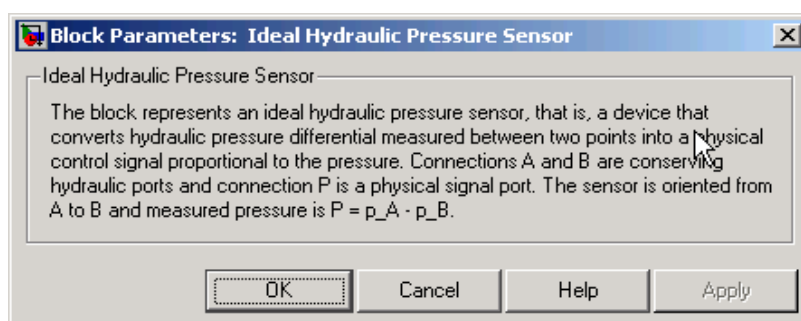 Block Parameters: Ideal Hydraulic Pressure Sensor
Ideal Hydraulic Pressure Sensor
The block represents an ideal hydraulic pressure sensor, that is, a device that
converts hydraulic pressure differential measured between two points into a physical
control signal proportional to the pressure. Connections A and B are conserving
hydraulic ports and connection P is a physical signal port. The sensor is oriented from
A to B and measured pressure is P = p_A - p_B.
OK Cancel Help Apply